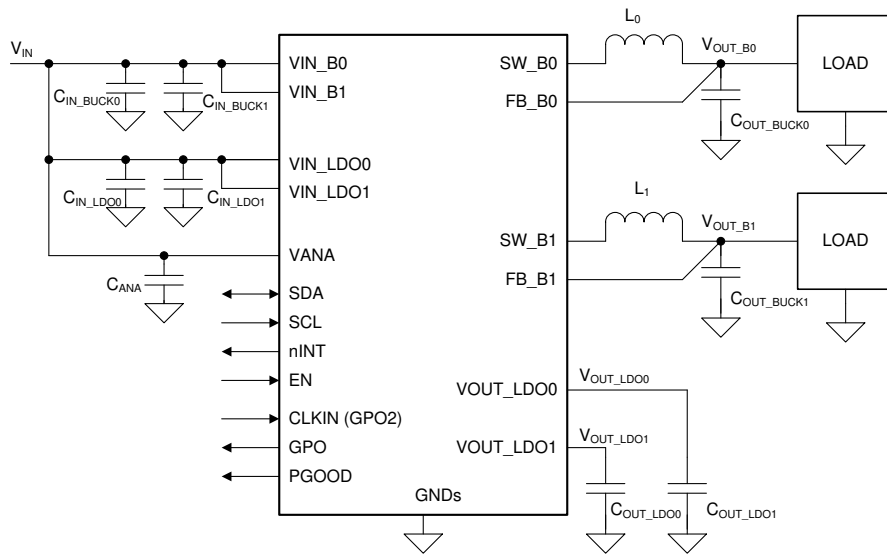 V_IN
C_IN_BUCK0
C_IN_BUCK1
C_IN_LDO0
C_IN_LDO1
C_ANA
VIN_B0
VIN_B1
VIN_LDO0
VIN_LDO1
VANA
SDA
SCL
nINT
EN
CLKIN (GPO2)
GPO
PGOOD
GNDs
SW_B0
FB_B0
SW_B1
FB_B1
VOUT_LDO0
VOUT_LDO1
L_0
V_OUT_B0
C_OUT_BUCK0
LOAD
L_1
V_OUT_B1
C_OUT_BUCK1
LOAD
V_OUT_LDO0
V_OUT_LDO1
C_OUT_LDO0
C_OUT_LDO1